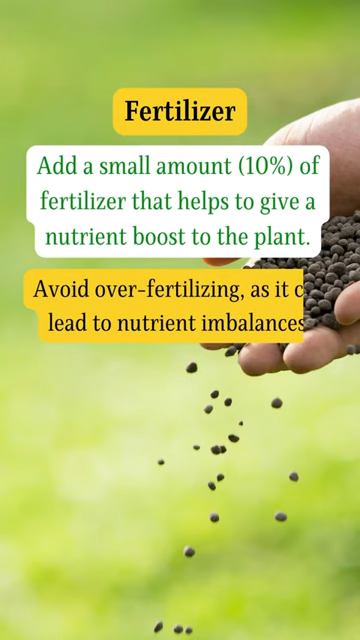 Fertilizer
Add a small amount (10%) of
fertilizer that helps to give a
nutrient boost to the plant.
Avoid over-fertilizing, as it c
lead to nutrient imbalances